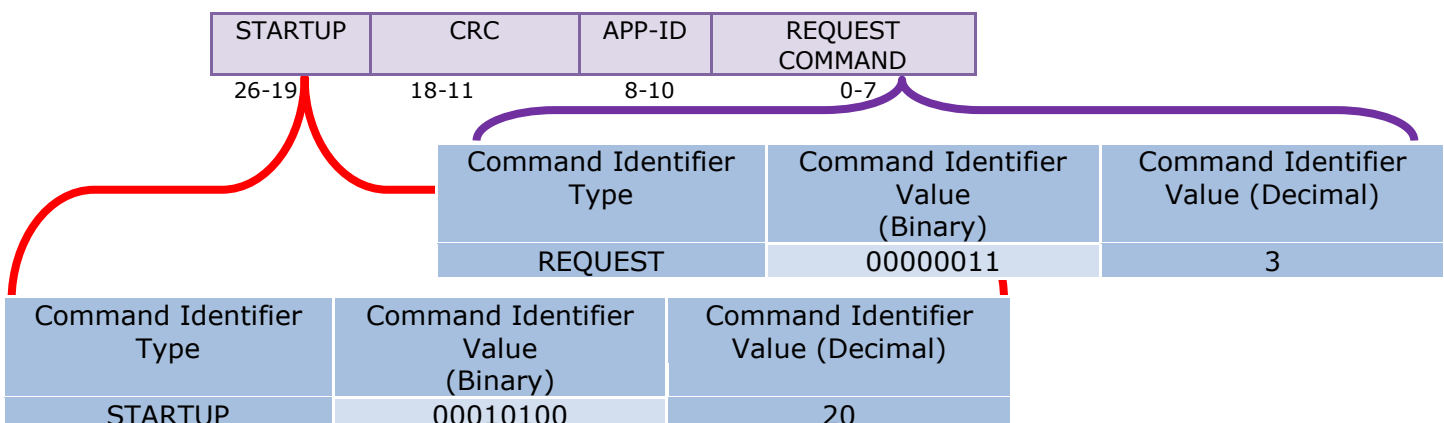 STARTUP CRC APP-ID REQUEST
COMMAND
26-19 18-11 8-10 0-7
Command Identifier Command Identifier Command Identifier
Type Value Value (Decimal)
(Binary)
REQUEST 00000011 3
Command Identifier Command Identifier Command Identifier
Type Value Value (Decimal)
(Binary)
STARTUP 00010100 20